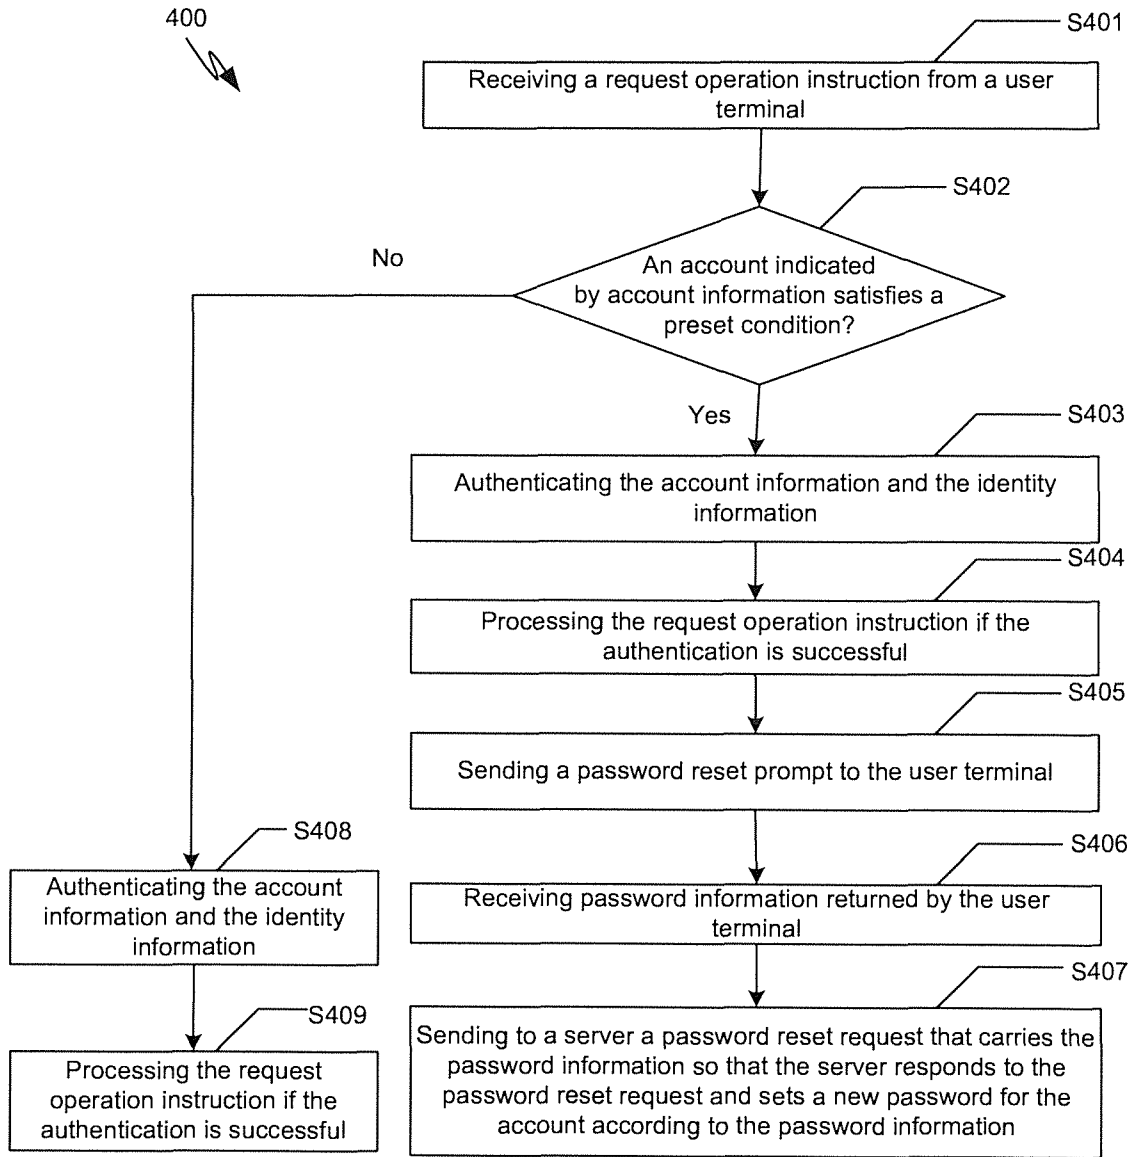 400
S401
Receiving a request operation instruction from a user
terminal
S402
No
An account indicated
by account information satisfies a
preset condition?
Yes
S403
Authenticating the account information and the identity
information
S404
Processing the request operation instruction if the
authentication is successful
S405
Sending a password reset prompt to the user terminal
S406
Receiving password information returned by the user
terminal
S407
Sending to a server a password reset request that carries the
password information so that the server responds to the
password reset request and sets a new password for the
account according to the password information
S408
Authenticating the account
information and the identity
information
S409
Processing the request
operation instruction if the
authentication is successful